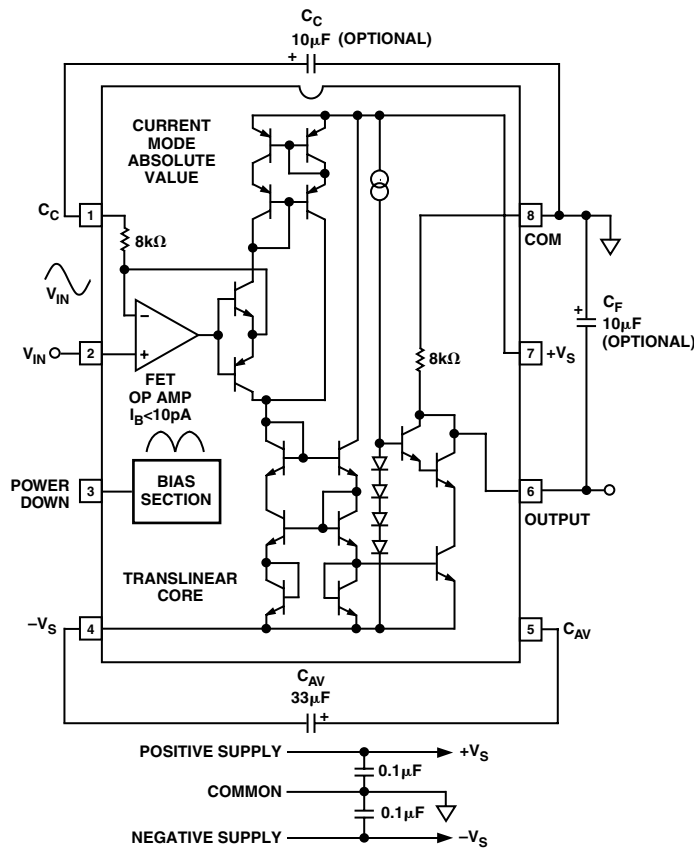 C_C
10µF (OPTIONAL)
+
CURRENT
MODE
ABSOLUTE
VALUE
C_C
1
8kΩ
8
COM
V_IN
C_F
+
10µF
(OPTIONAL)
−
8kΩ
V_IN
2
+
7
+V_S
FET
OP AMP
I_B<10pA
POWER
DOWN
3
BIAS
SECTION
6
OUTPUT
TRANSLINEAR
CORE
−V_S
4
5
C_AV
C_AV
33µF
+
POSITIVE SUPPLY
+V_S
0.1µF
COMMON
0.1µF
NEGATIVE SUPPLY
−V_S